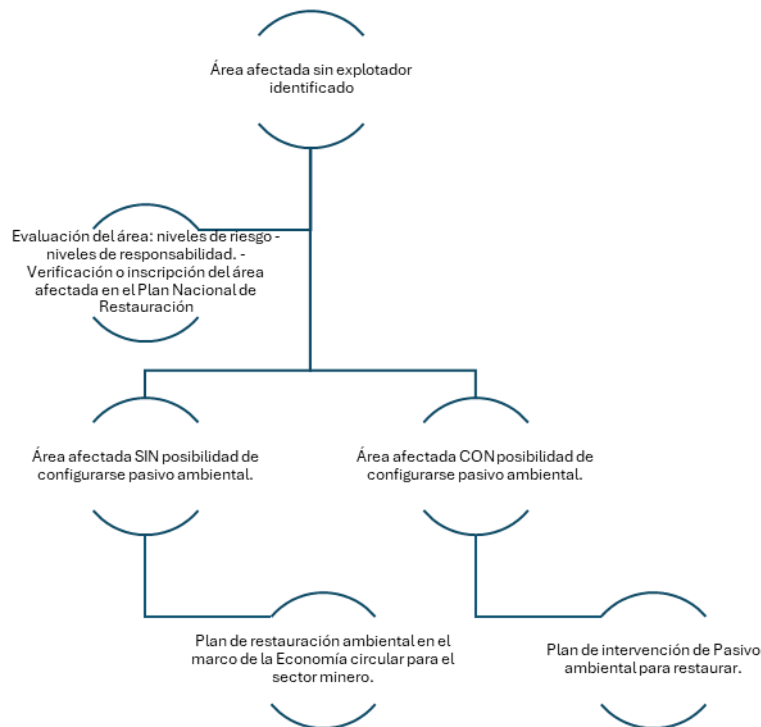 Área afectada sin explotador
identificado
Evaluación del área: niveles de riesgo -
niveles de responsabilidad. -
Verificación o inscripción del área
afectada en el Plan Nacional de
Restauración
Área afectada SIN posibilidad de
configurarse pasivo ambiental.
Área afectada CON posibilidad de
configurarse pasivo ambiental.
Plan de restauración ambiental en el
marco de la Economía circular para el
sector minero.
Plan de intervención de Pasivo
ambiental para restaurar.